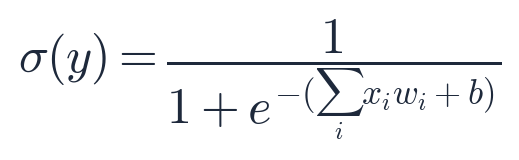 σ(y) = 1 / (1 + e^{-(∑_i x_i w_i + b)})